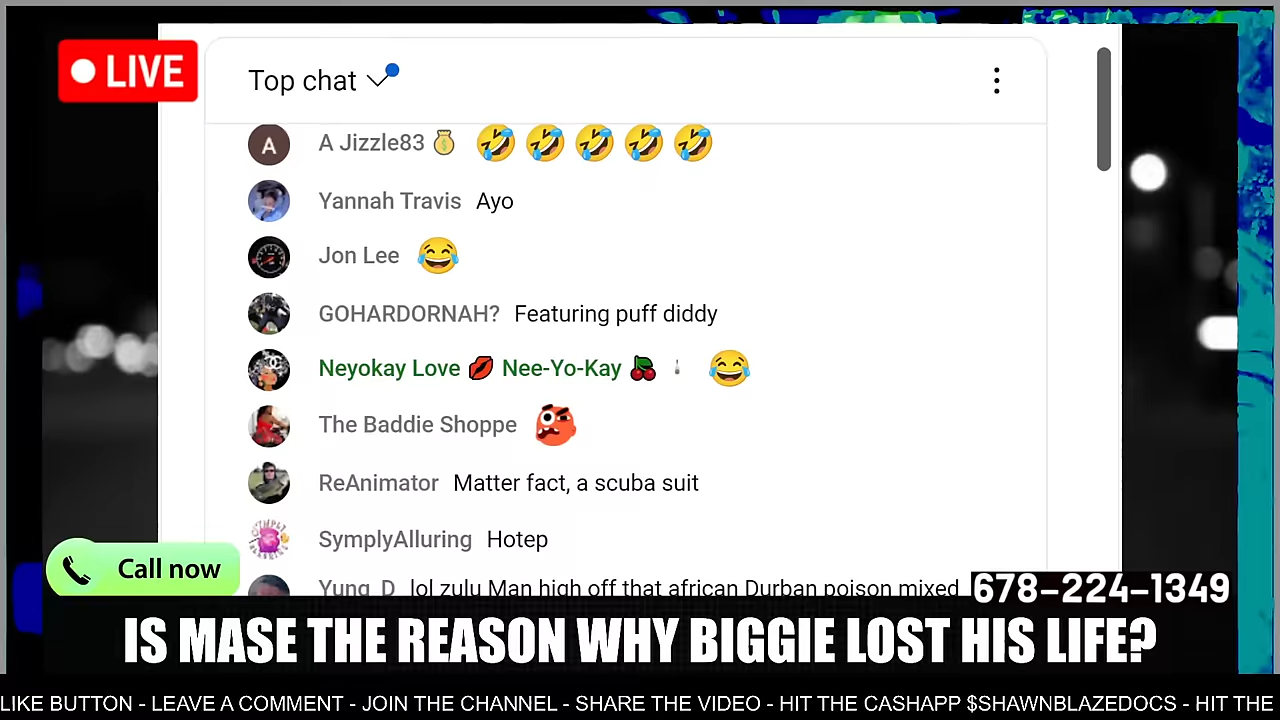 LIVE
Top chat
A
A Jizzle83
Yannah Travis Ayo
Jon Lee
GOHARDORNAH? Featuring puff diddy
Neyokay Love Nee-Yo-Kay
The Baddie Shoppe
ReAnimator Matter fact, a scuba suit
SymplyAlluring Hotep
Yung D lol zulu Man high off that african Durban poison mixed
Call now
678-224-1349
IS MASE THE REASON WHY BIGGIE LOST HIS LIFE?
LIKE BUTTON - LEAVE A COMMENT - JOIN THE CHANNEL - SHARE THE VIDEO - HIT THE CASHAPP $SHAWNBLAZEDOCS - HIT THE